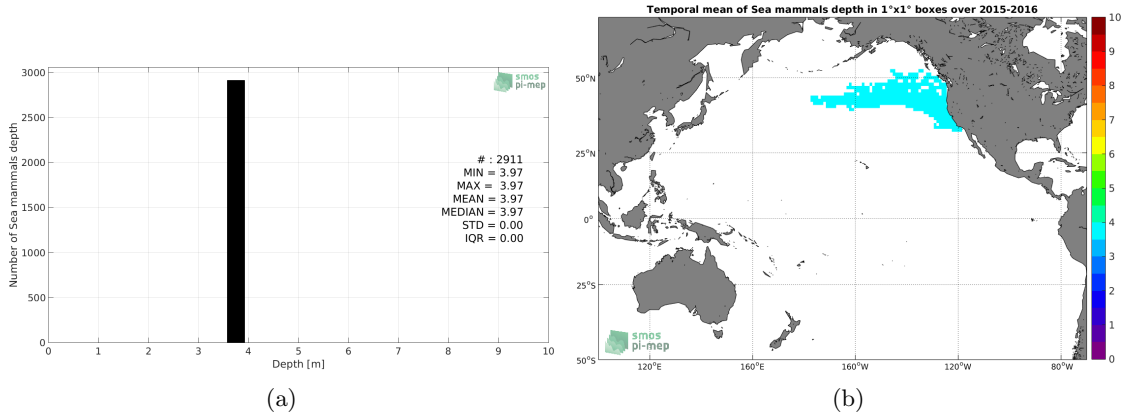 3000
2500
2000
1500
1000
500
0
Number of Sea mammals depth
smos
pi-mep
# : 2911
MIN = 3.97
MAX = 3.97
MEAN = 3.97
MEDIAN = 3.97
STD = 0.00
IQR = 0.00
0 1 2 3 4 5 6 7 8 9 10
Depth [m]
(a)
Temporal mean of Sea mammals depth in 1°x1° boxes over 2015-2016
50°N
25°N
0°
25°S
50°S
smos
pi-mep
120°E 160°E 160°W 120°W 80°W
10
9
8
7
6
5
4
3
2
1
0
(b)